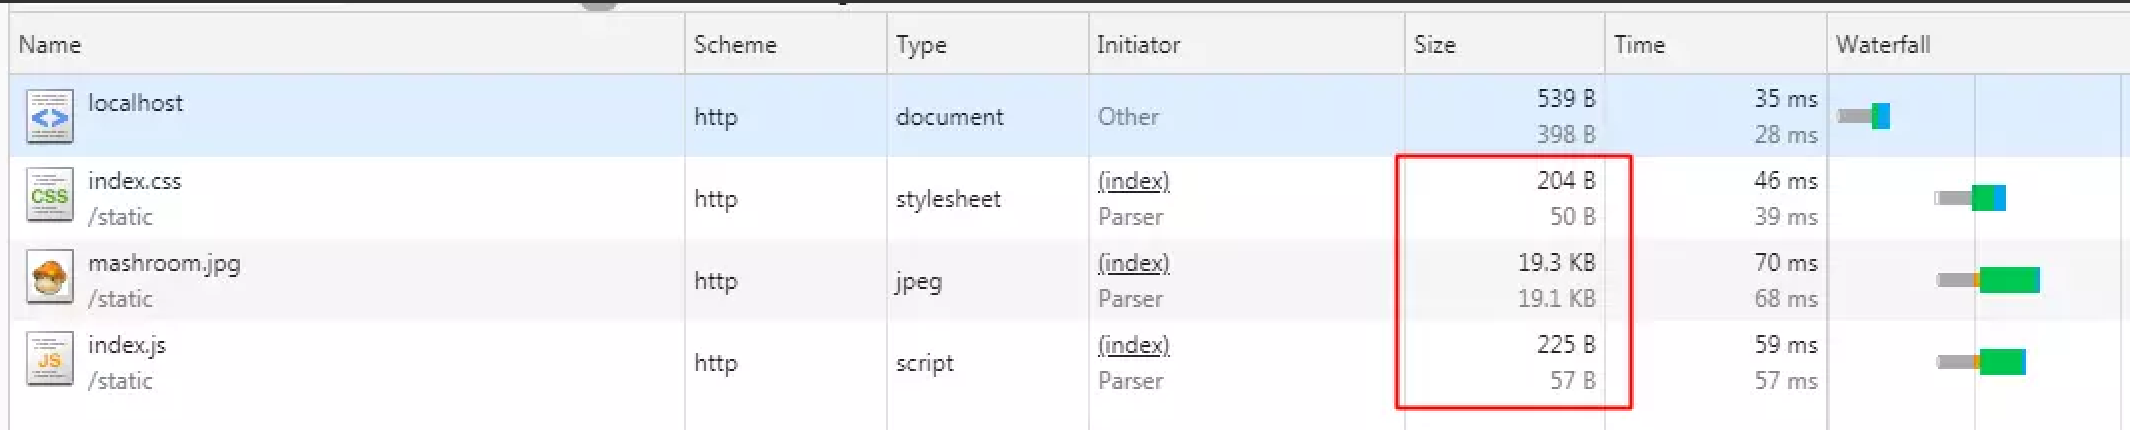 Name Scheme Type Initiator Size Time Waterfall
localhost http document Other 539 B 35 ms
398 B 28 ms
index.css http stylesheet (index) 204 B 46 ms
/static Parser 50 B 39 ms
mashroom.jpg http jpeg (index) 19.3 KB 70 ms
/static Parser 19.1 KB 68 ms
index.js http script (index) 225 B 59 ms
/static Parser 57 B 57 ms
<>
CSS
JS